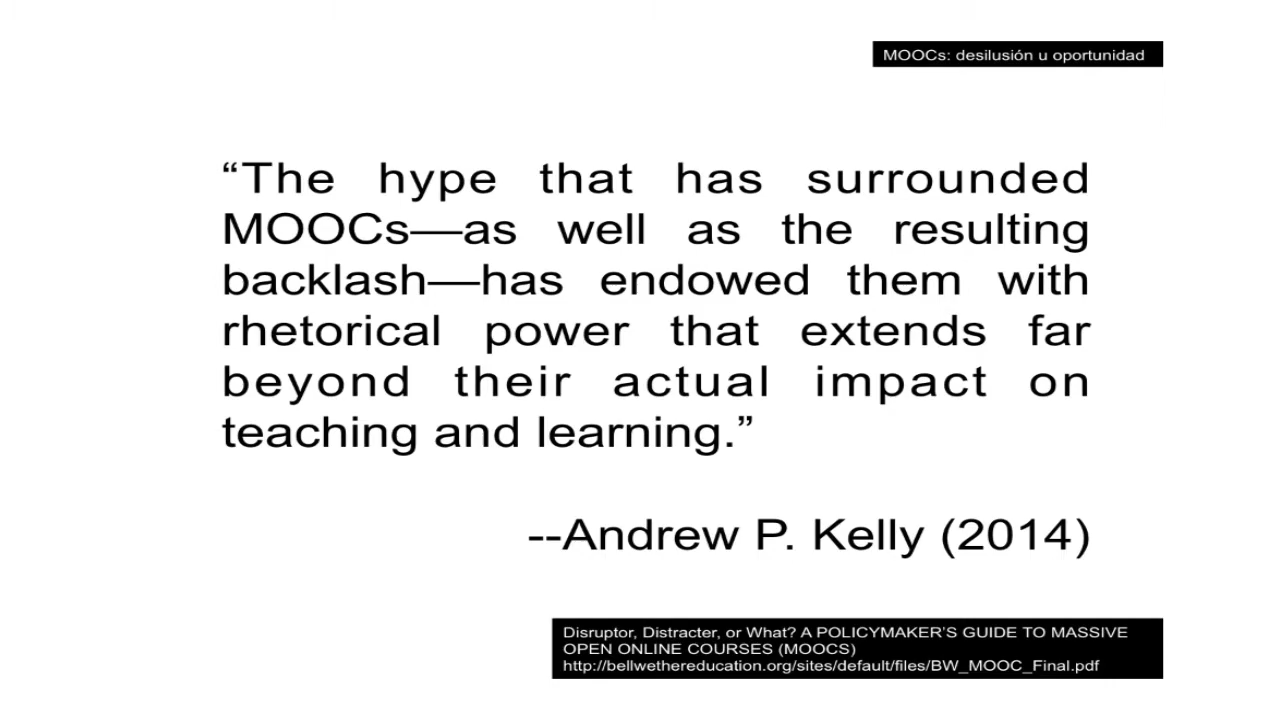 MOOCs: desilusión u oportunidad
“The hype that has surrounded
MOOCs—as well as the resulting
backlash—has endowed them with
rhetorical power that extends far
beyond their actual impact on
teaching and learning.”
--Andrew P. Kelly (2014)
Disruptor, Distracter, or What? A POLICYMAKER’S GUIDE TO MASSIVE
OPEN ONLINE COURSES (MOOCS)
http://bellwethereducation.org/sites/default/files/BW_MOOC_Final.pdf